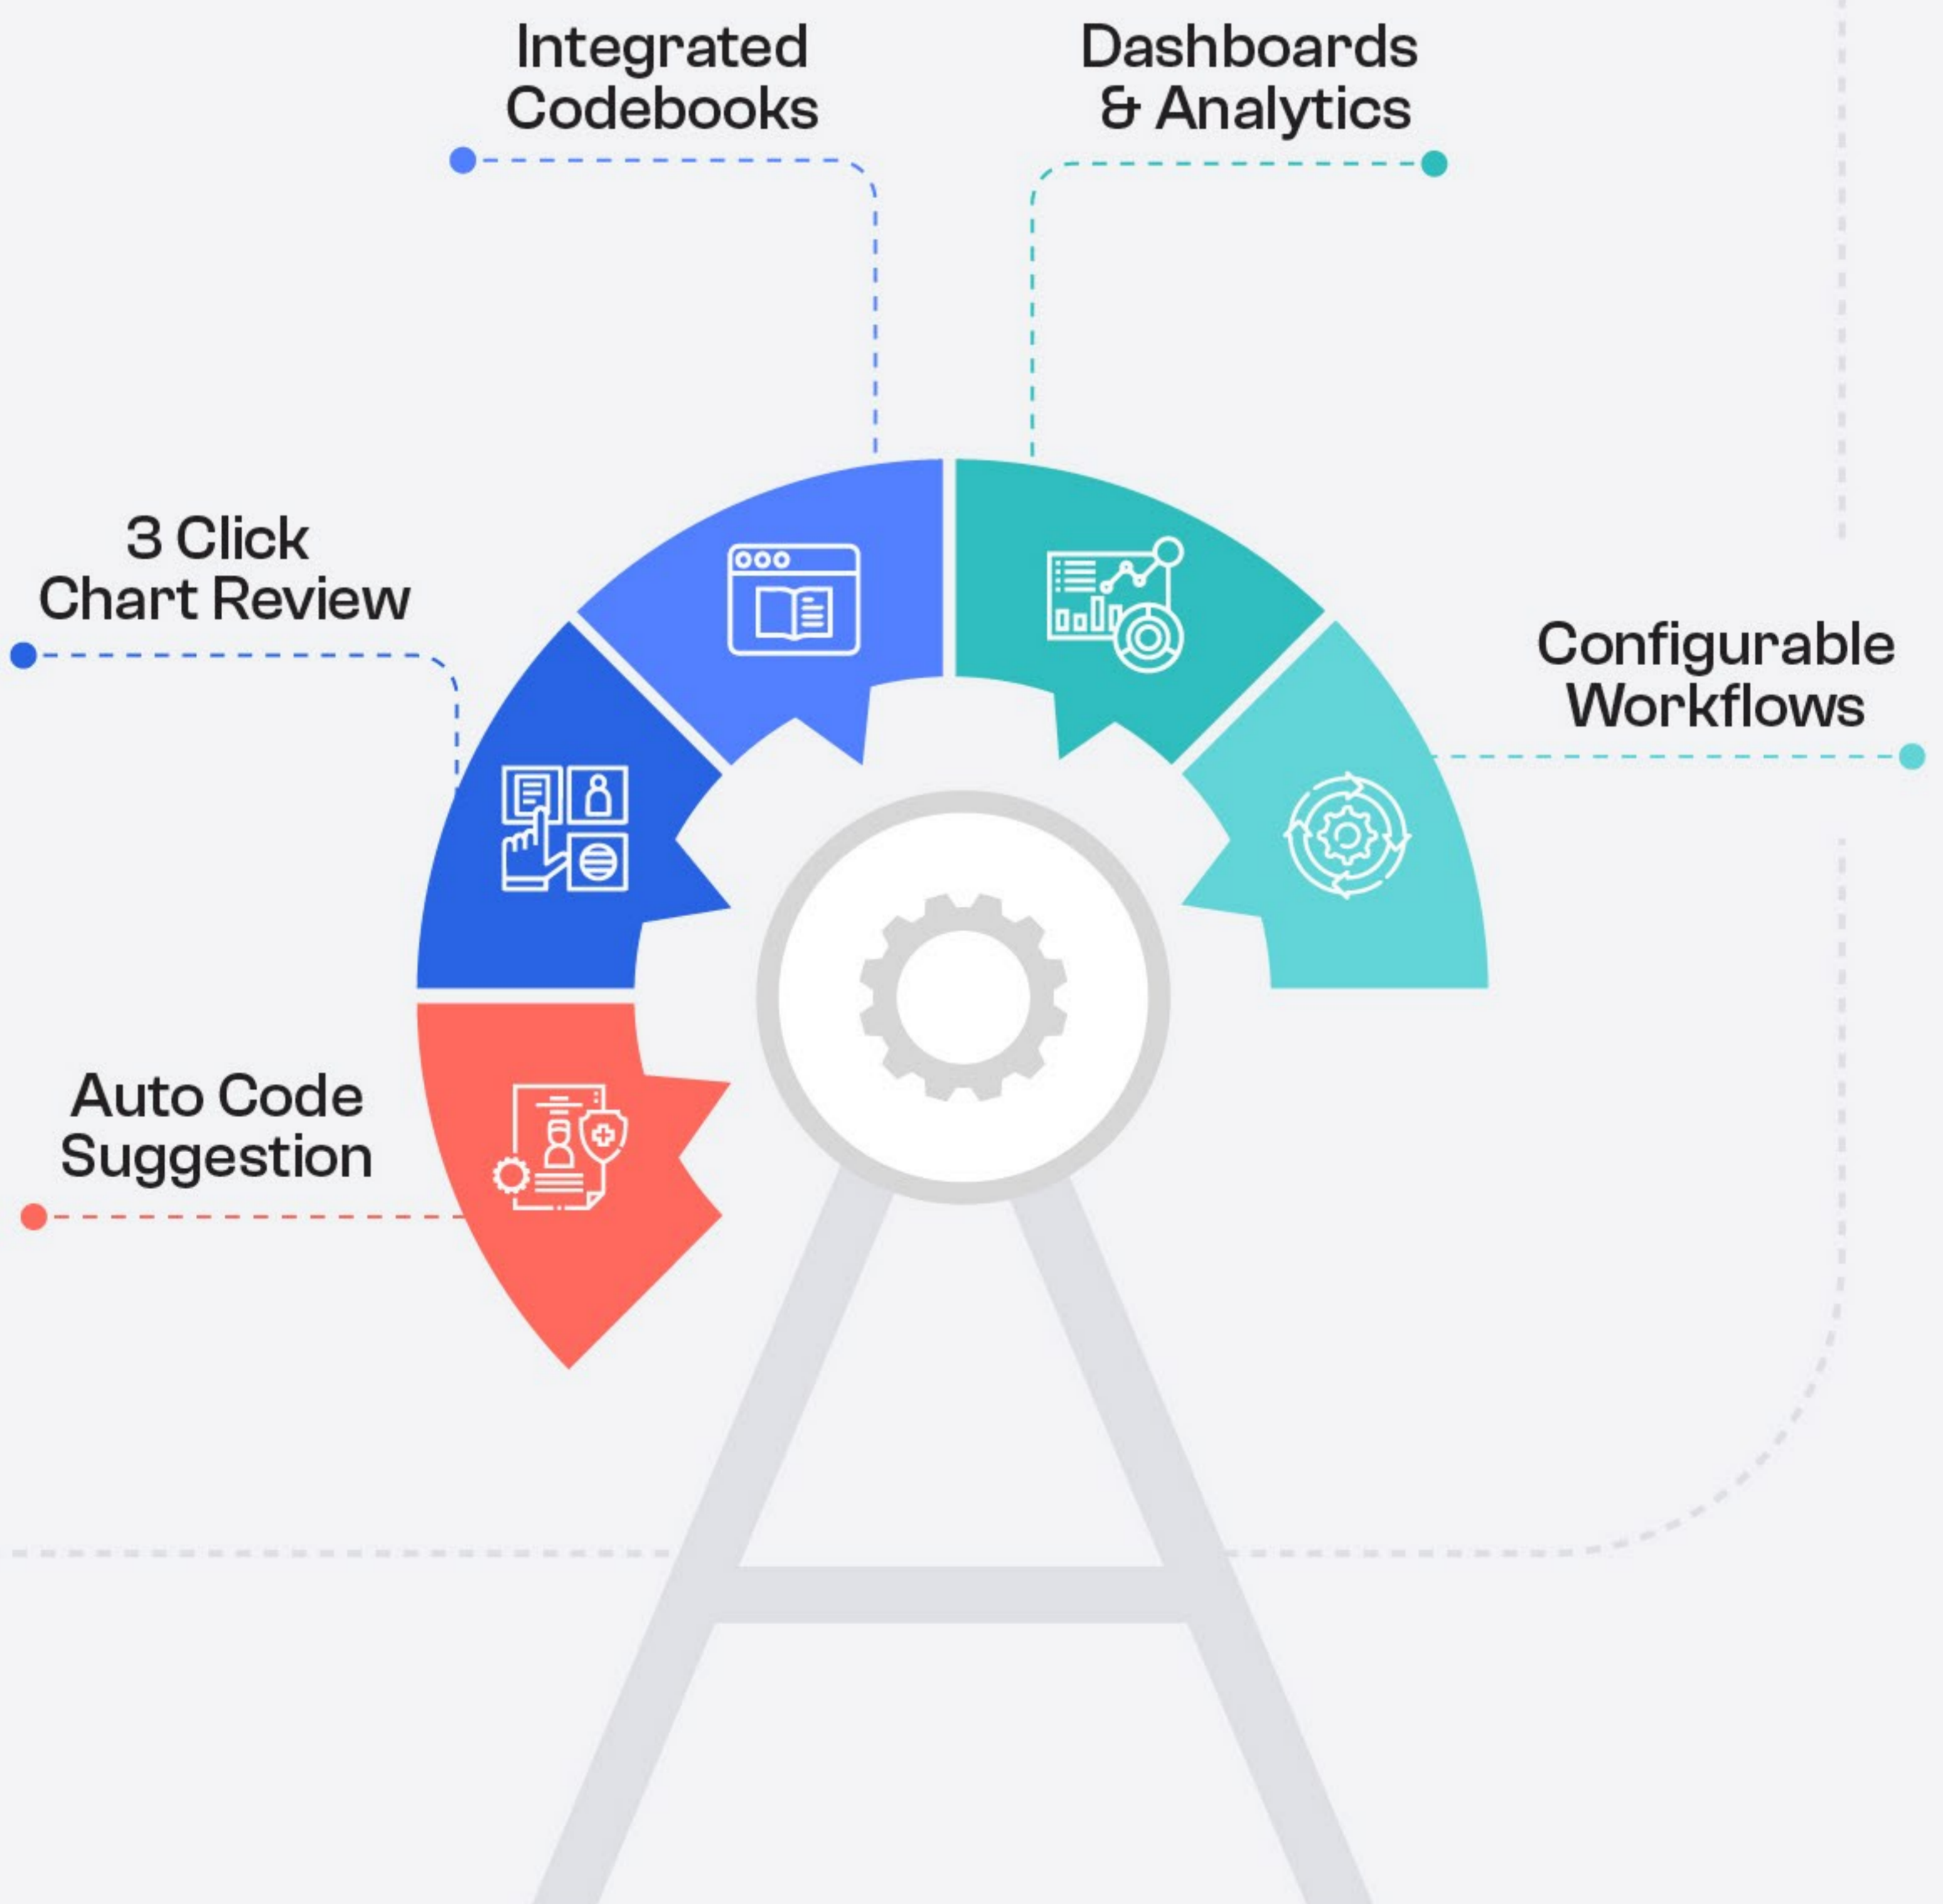 Integrated
Codebooks
Dashboards
& Analytics
3 Click
Chart Review
Configurable
Workflows
Auto Code
Suggestion